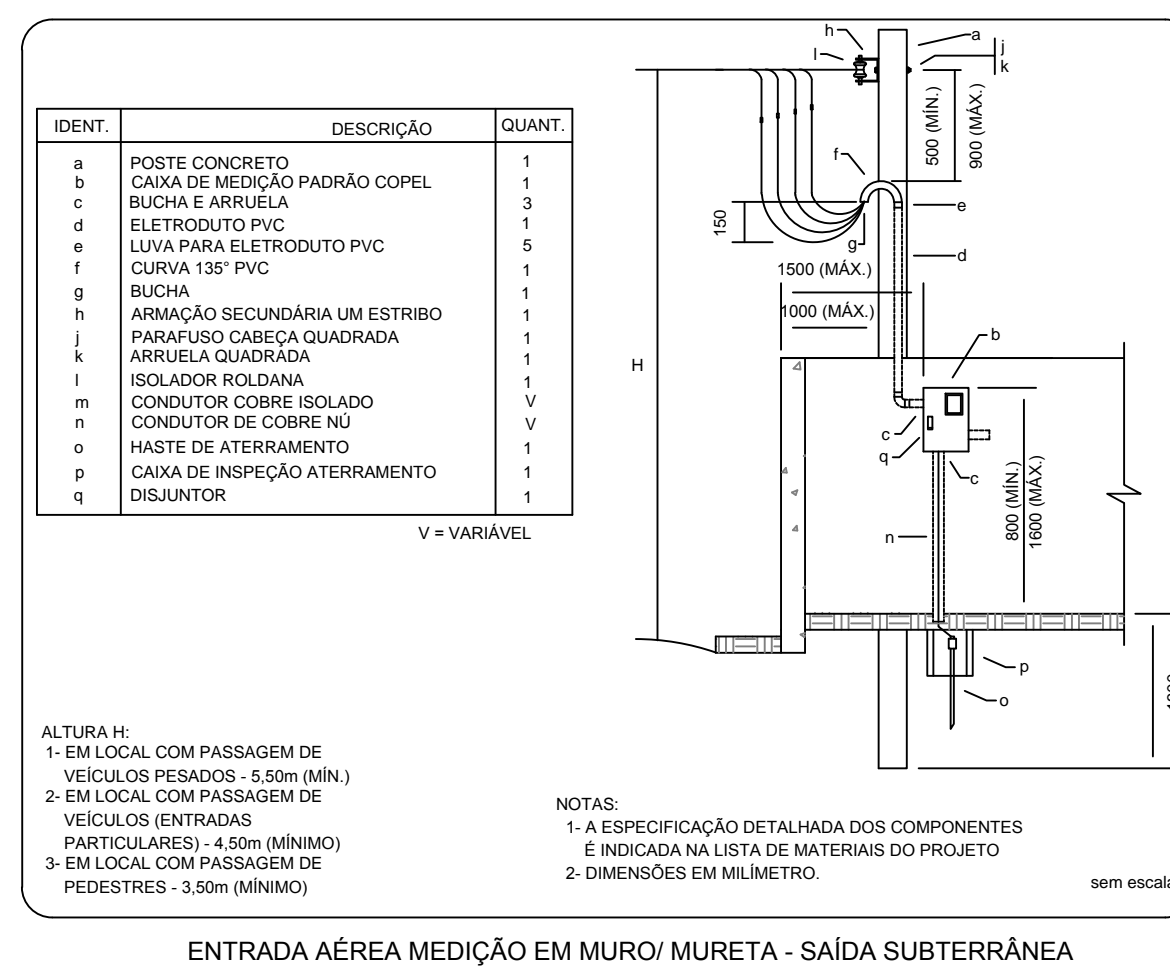 IDENT. DESCRIÇÃO QUANT.
a POSTE CONCRETO 1
b CAIXA DE MEDIÇÃO PADRÃO COPEL 1
c BUCHA E ARRUELA 3
d ELETRODUTO PVC 1
e LUVA PARA ELETRODUTO PVC 5
f CURVA 135° PVC 1
g BUCHA 1
h ARMAÇÃO SECUNDÁRIA UM ESTRIBO 1
j PARAFUSO CABEÇA QUADRADA 1
k ARRUELA QUADRADA 1
l ISOLADOR ROLDANA 1
m CONDUTOR COBRE ISOLADO V
n CONDUTOR DE COBRE NÚ V
o HASTE DE ATERRAMENTO 1
p CAIXA DE INSPEÇÃO ATERRAMENTO 1
q DISJUNTOR 1
V = VARIÁVEL
h
a
l
j
k
500 (MÍN.)
900 (MÁX.)
f
e
150
g
d
1500 (MÁX.)
1000 (MÁX.)
b
H
c
q
c
800 (MÍN.)
1600 (MÁX.)
n
p
o
ALTURA H:
1- EM LOCAL COM PASSAGEM DE
VEÍCULOS PESADOS - 5,50m (MÍN.)
2- EM LOCAL COM PASSAGEM DE
VEÍCULOS (ENTRADAS
PARTICULARES) - 4,50m (MÍNIMO)
3- EM LOCAL COM PASSAGEM DE
PEDESTRES - 3,50m (MÍNIMO)
NOTAS:
1- A ESPECIFICAÇÃO DETALHADA DOS COMPONENTES
É INDICADA NA LISTA DE MATERIAIS DO PROJETO
2- DIMENSÕES EM MILÍMETRO.
sem escala
ENTRADA AÉREA MEDIÇÃO EM MURO/ MURETA - SAÍDA SUBTERRÂNEA